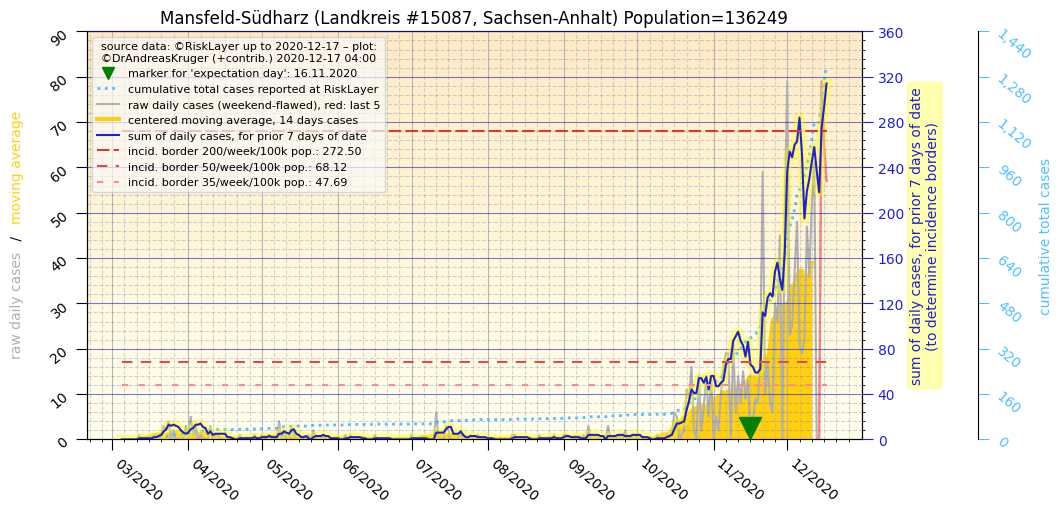 Mansfeld-Südharz (Landkreis #15087, Sachsen-Anhalt) Population=136249
source data: ©RiskLayer up to 2020-12-17 – plot:
©DrAndreasKruger (+contrib.) 2020-12-17 04:00
marker for 'expectation day': 16.11.2020
cumulative total cases reported at RiskLayer
raw daily cases (weekend-flawed), red: last 5
centered moving average, 14 days cases
sum of daily cases, for prior 7 days of date
incid. border 200/week/100k pop.: 272.50
incid. border 50/week/100k pop.: 68.12
incid. border 35/week/100k pop.: 47.69
raw daily cases / moving average
90
80
70
60
50
40
30
20
10
0
03/2020
04/2020
05/2020
06/2020
07/2020
08/2020
09/2020
10/2020
11/2020
12/2020
360
320
280
240
200
160
120
80
40
0
sum of daily cases, for prior 7 days of date
(to determine incidence borders)
1,440
1,280
1,120
960
800
640
480
320
160
0
cumulative total cases